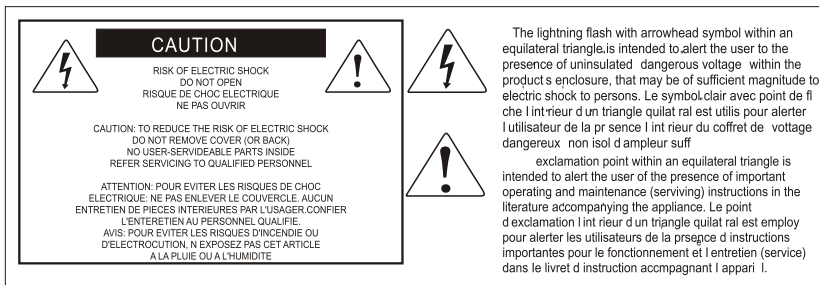 CAUTION
RISK OF ELECTRIC SHOCK
DO NOT OPEN
RISQUE DE CHOC ELECTRIQUE
NE PAS OUVRIR
CAUTION: TO REDUCE THE RISK OF ELECTRIC SHOCK
DO NOT REMOVE COVER (OR BACK)
NO USER-SERVIDEABLE PARTS INSIDE
REFER SERVICING TO QUALIFIED PERSONNEL
ATTENTION: POUR EVITER LES RISQUES DE CHOC
ELECTRIQUE: NE PAS ENLEVER LE COUVERCLE. AUCUN
ENTRETIEN DE PIECES INTERIEURES PAR L'USAGER.CONFIER
L'ENTERETIEN AU PERSONNEL QUALIFIE.
AVIS: POUR EVITER LES RISQUES D'INCENDIE OU
D'ELECTROCUTION, N EXPOSEZ PAS CET ARTICLE
A LA PLUIE OU A L'HUMIDITE
The lightning flash with arrowhead symbol within an
equilateral triangle, is intended to alert the user to the
presence of uninsulated dangerous voltage within the
product s enclosure, that may be of sufficient magnitude to
electric shock to persons. Le symbol clair avec point de fl
che l int rieur d un triangle quilat ral est utilis pour alerter
l utilisateur de la pr sence l int rieur du coffret de vottage
dangereux non isol d ampleur suff
exclamation point within an equilateral triangle is
intended to alert the user of the presence of important
operating and maintenance (serviving) instructions in the
literature accompanying the appliance. Le point
d exclamation l int rieur d un triangle quilat ral est employ
pour alerter les utilisateurs de la prsence d instructions
importantes pour le fonctionnement et l entretien (service)
dans le livret d instruction accmpagnant l appari l.